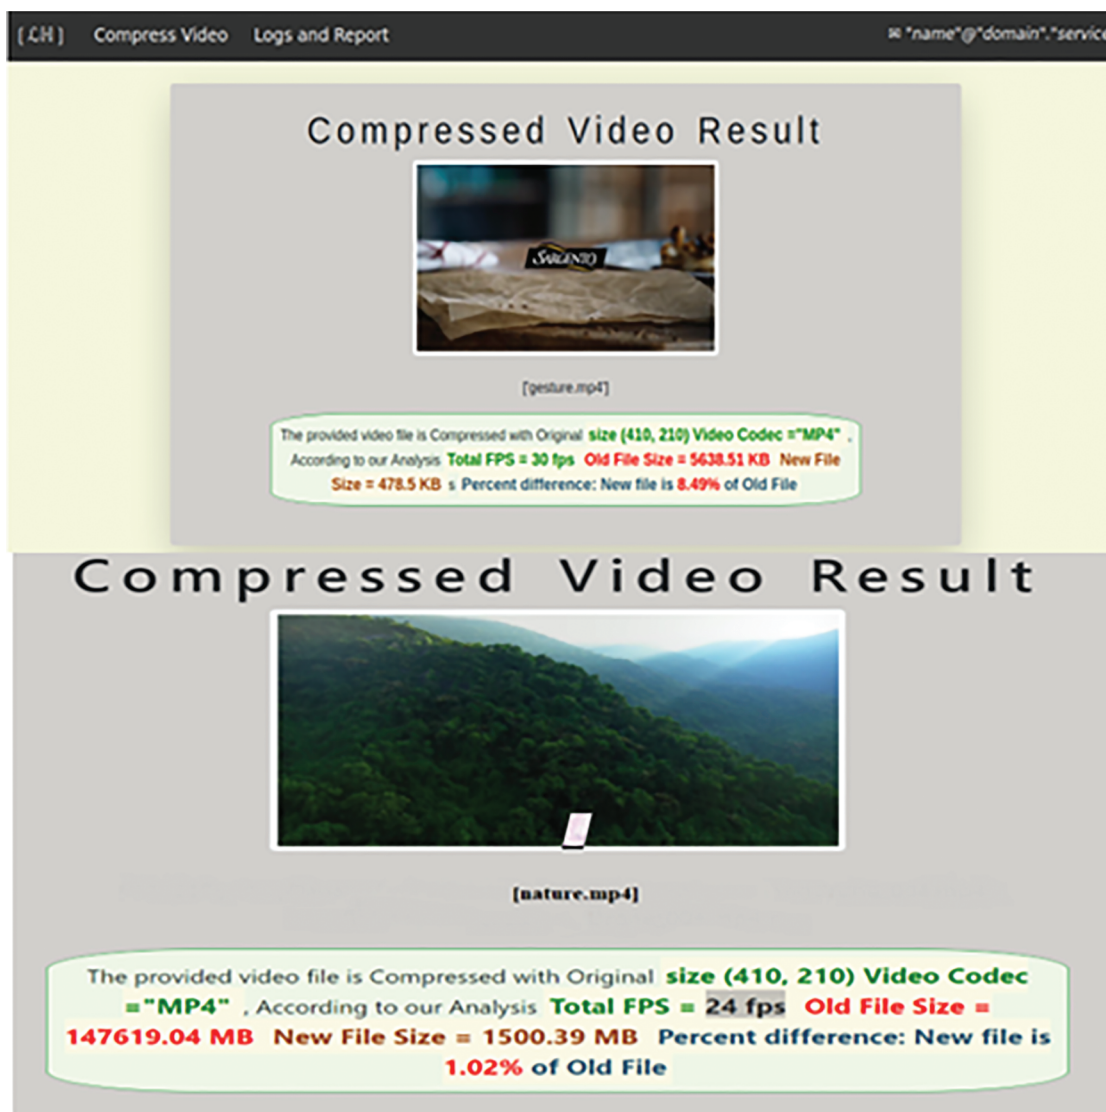 [LH] Compress Video Logs and Report ✉ "name"@"domain"."service
Compressed Video Result
SARGENTO
['gesture.mp4']
The provided video file is Compressed with Original size (410, 210) Video Codec ="MP4" ,
According to our Analysis Total FPS = 30 fps Old File Size = 5638.51 KB New File
Size = 478.5 KB s Percent difference: New file is 8.49% of Old File
Compressed Video Result
[nature.mp4]
The provided video file is Compressed with Original size (410, 210) Video Codec
="MP4" , According to our Analysis Total FPS = 24 fps Old File Size =
147619.04 MB New File Size = 1500.39 MB Percent difference: New file is
1.02% of Old File